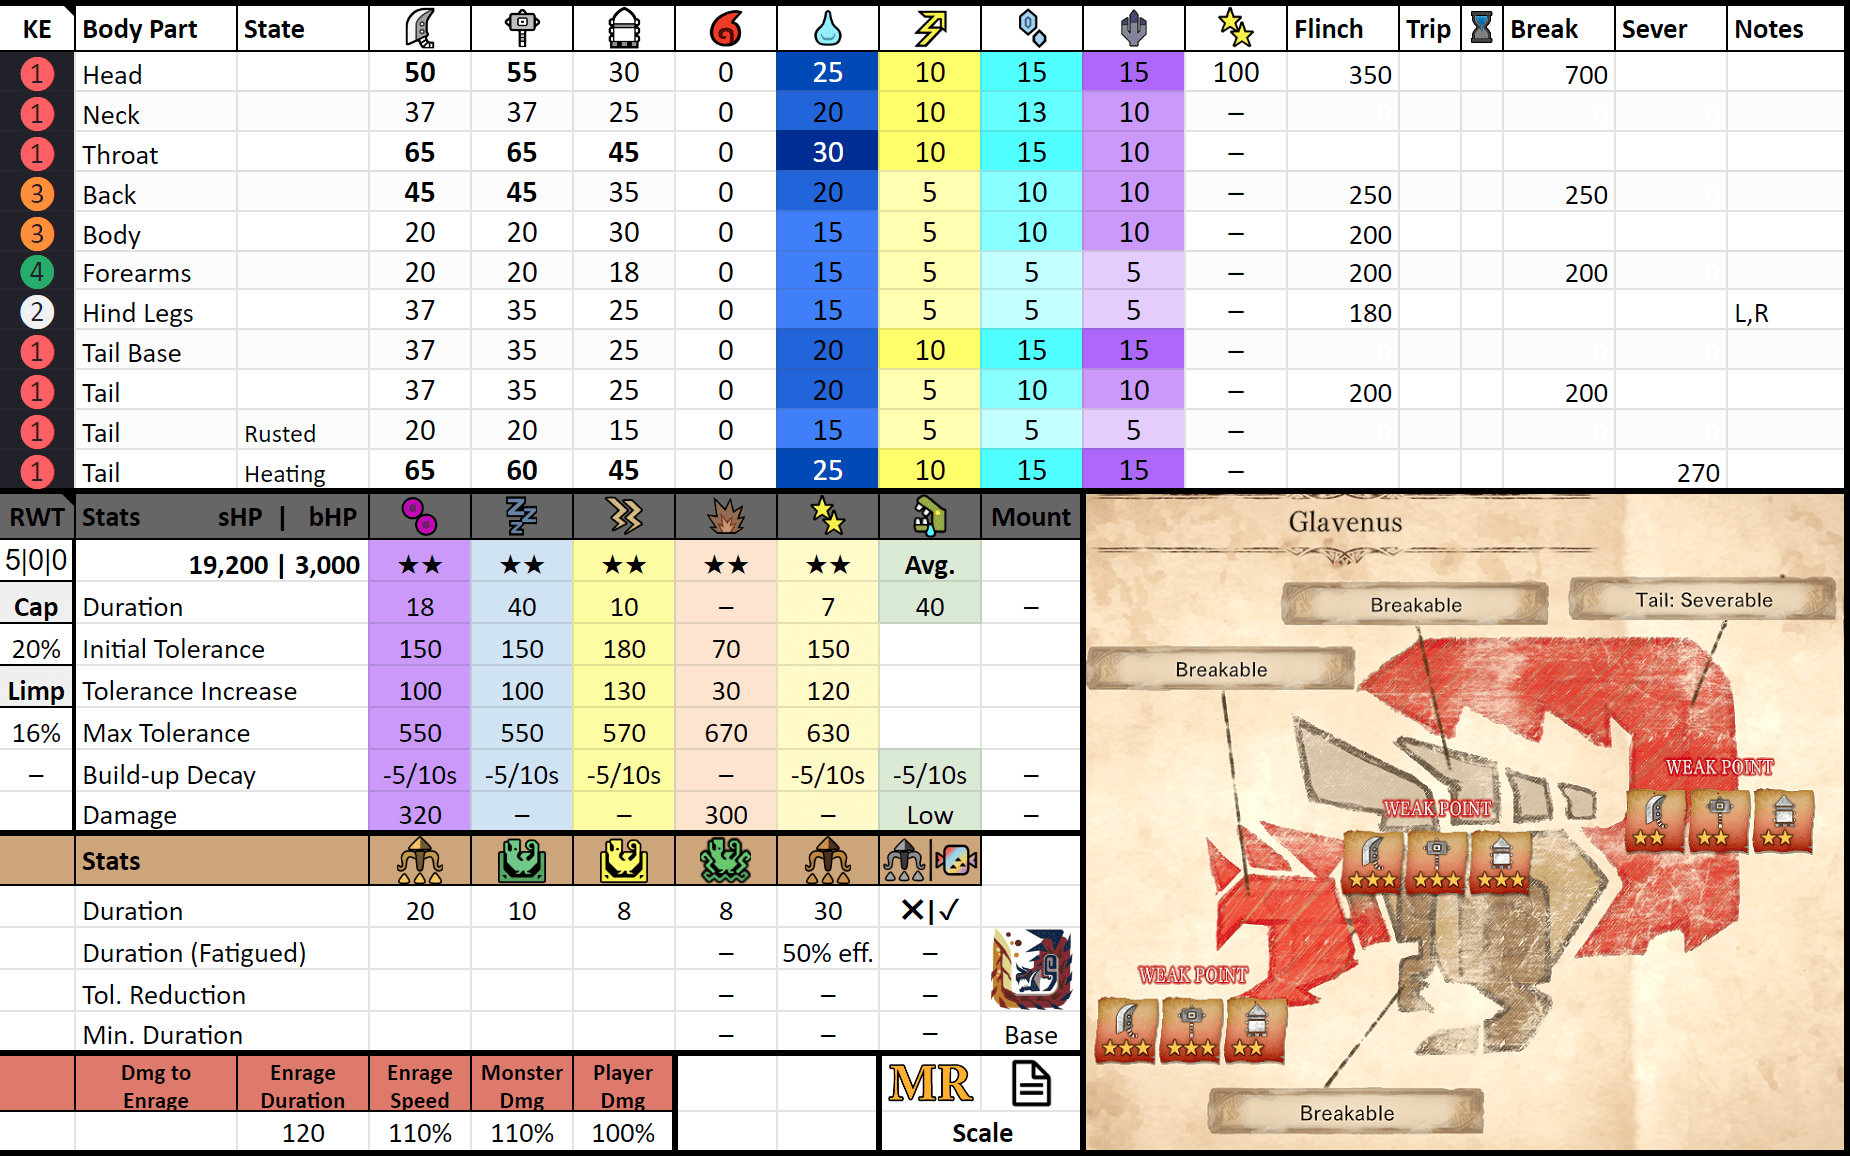 KE Body Part State Flinch Trip Break Sever Notes
1 Head 50 55 30 0 25 10 15 15 100 350 700
1 Neck 37 37 25 0 20 10 13 10 –
1 Throat 65 65 45 0 30 10 15 10 –
3 Back 45 45 35 0 20 5 10 10 – 250 250
3 Body 20 20 30 0 15 5 10 10 – 200
4 Forearms 20 20 18 0 15 5 5 5 – 200 200
2 Hind Legs 37 35 25 0 15 5 5 5 – 180 L,R
1 Tail Base 37 35 25 0 20 10 15 15 –
1 Tail 37 35 25 0 20 5 10 10 – 200 200
1 Tail Rusted 20 20 15 0 15 5 5 5 –
1 Tail Heating 65 60 45 0 25 10 15 15 – 270
RWT Stats sHP | bHP Mount
5|0|0 19,200 | 3,000 ★★ ★★ ★★ ★★ ★★ Avg.
Cap Duration 18 40 10 – 7 40 –
20% Initial Tolerance 150 150 180 70 150
Limp Tolerance Increase 100 100 130 30 120
16% Max Tolerance 550 550 570 670 630
– Build-up Decay -5/10s -5/10s -5/10s – -5/10s -5/10s –
Damage 320 – – 300 – Low –
Stats
Duration 20 10 8 8 30 ✕|✓
Duration (Fatigued) – 50% eff. –
Tol. Reduction – – –
Min. Duration – – – Base
Dmg to Enrage
Enrage Duration
Enrage Speed
Monster Dmg
Player Dmg
MR
120 110% 110% 100% Scale
Glavenus
Breakable
Tail: Severable
Breakable
WEAK POINT
WEAK POINT
WEAK POINT
Breakable